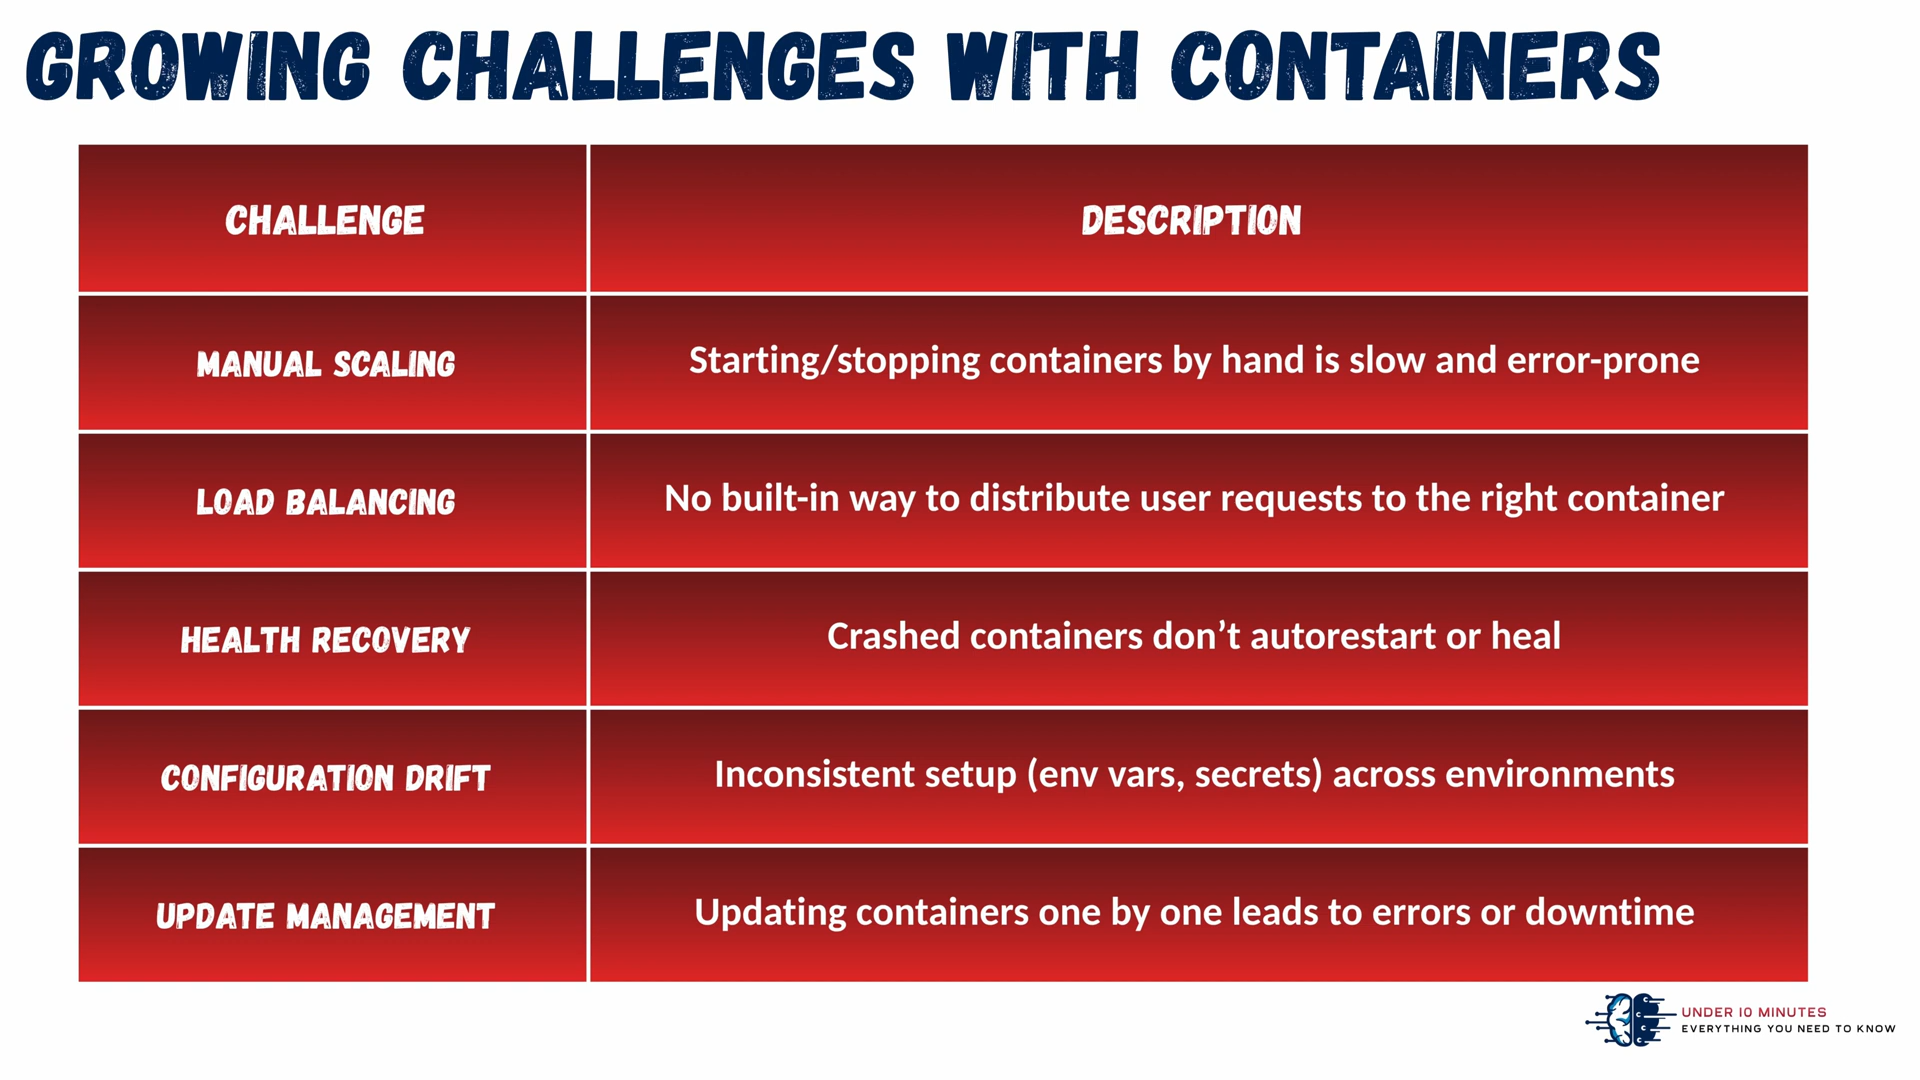 GROWING CHALLENGES WITH CONTAINERS
CHALLENGE
DESCRIPTION
MANUAL SCALING
Starting/stopping containers by hand is slow and error-prone
LOAD BALANCING
No built-in way to distribute user requests to the right container
HEALTH RECOVERY
Crashed containers don’t autorestart or heal
CONFIGURATION DRIFT
Inconsistent setup (env vars, secrets) across environments
UPDATE MANAGEMENT
Updating containers one by one leads to errors or downtime
UNDER 10 MINUTES
EVERYTHING YOU NEED TO KNOW